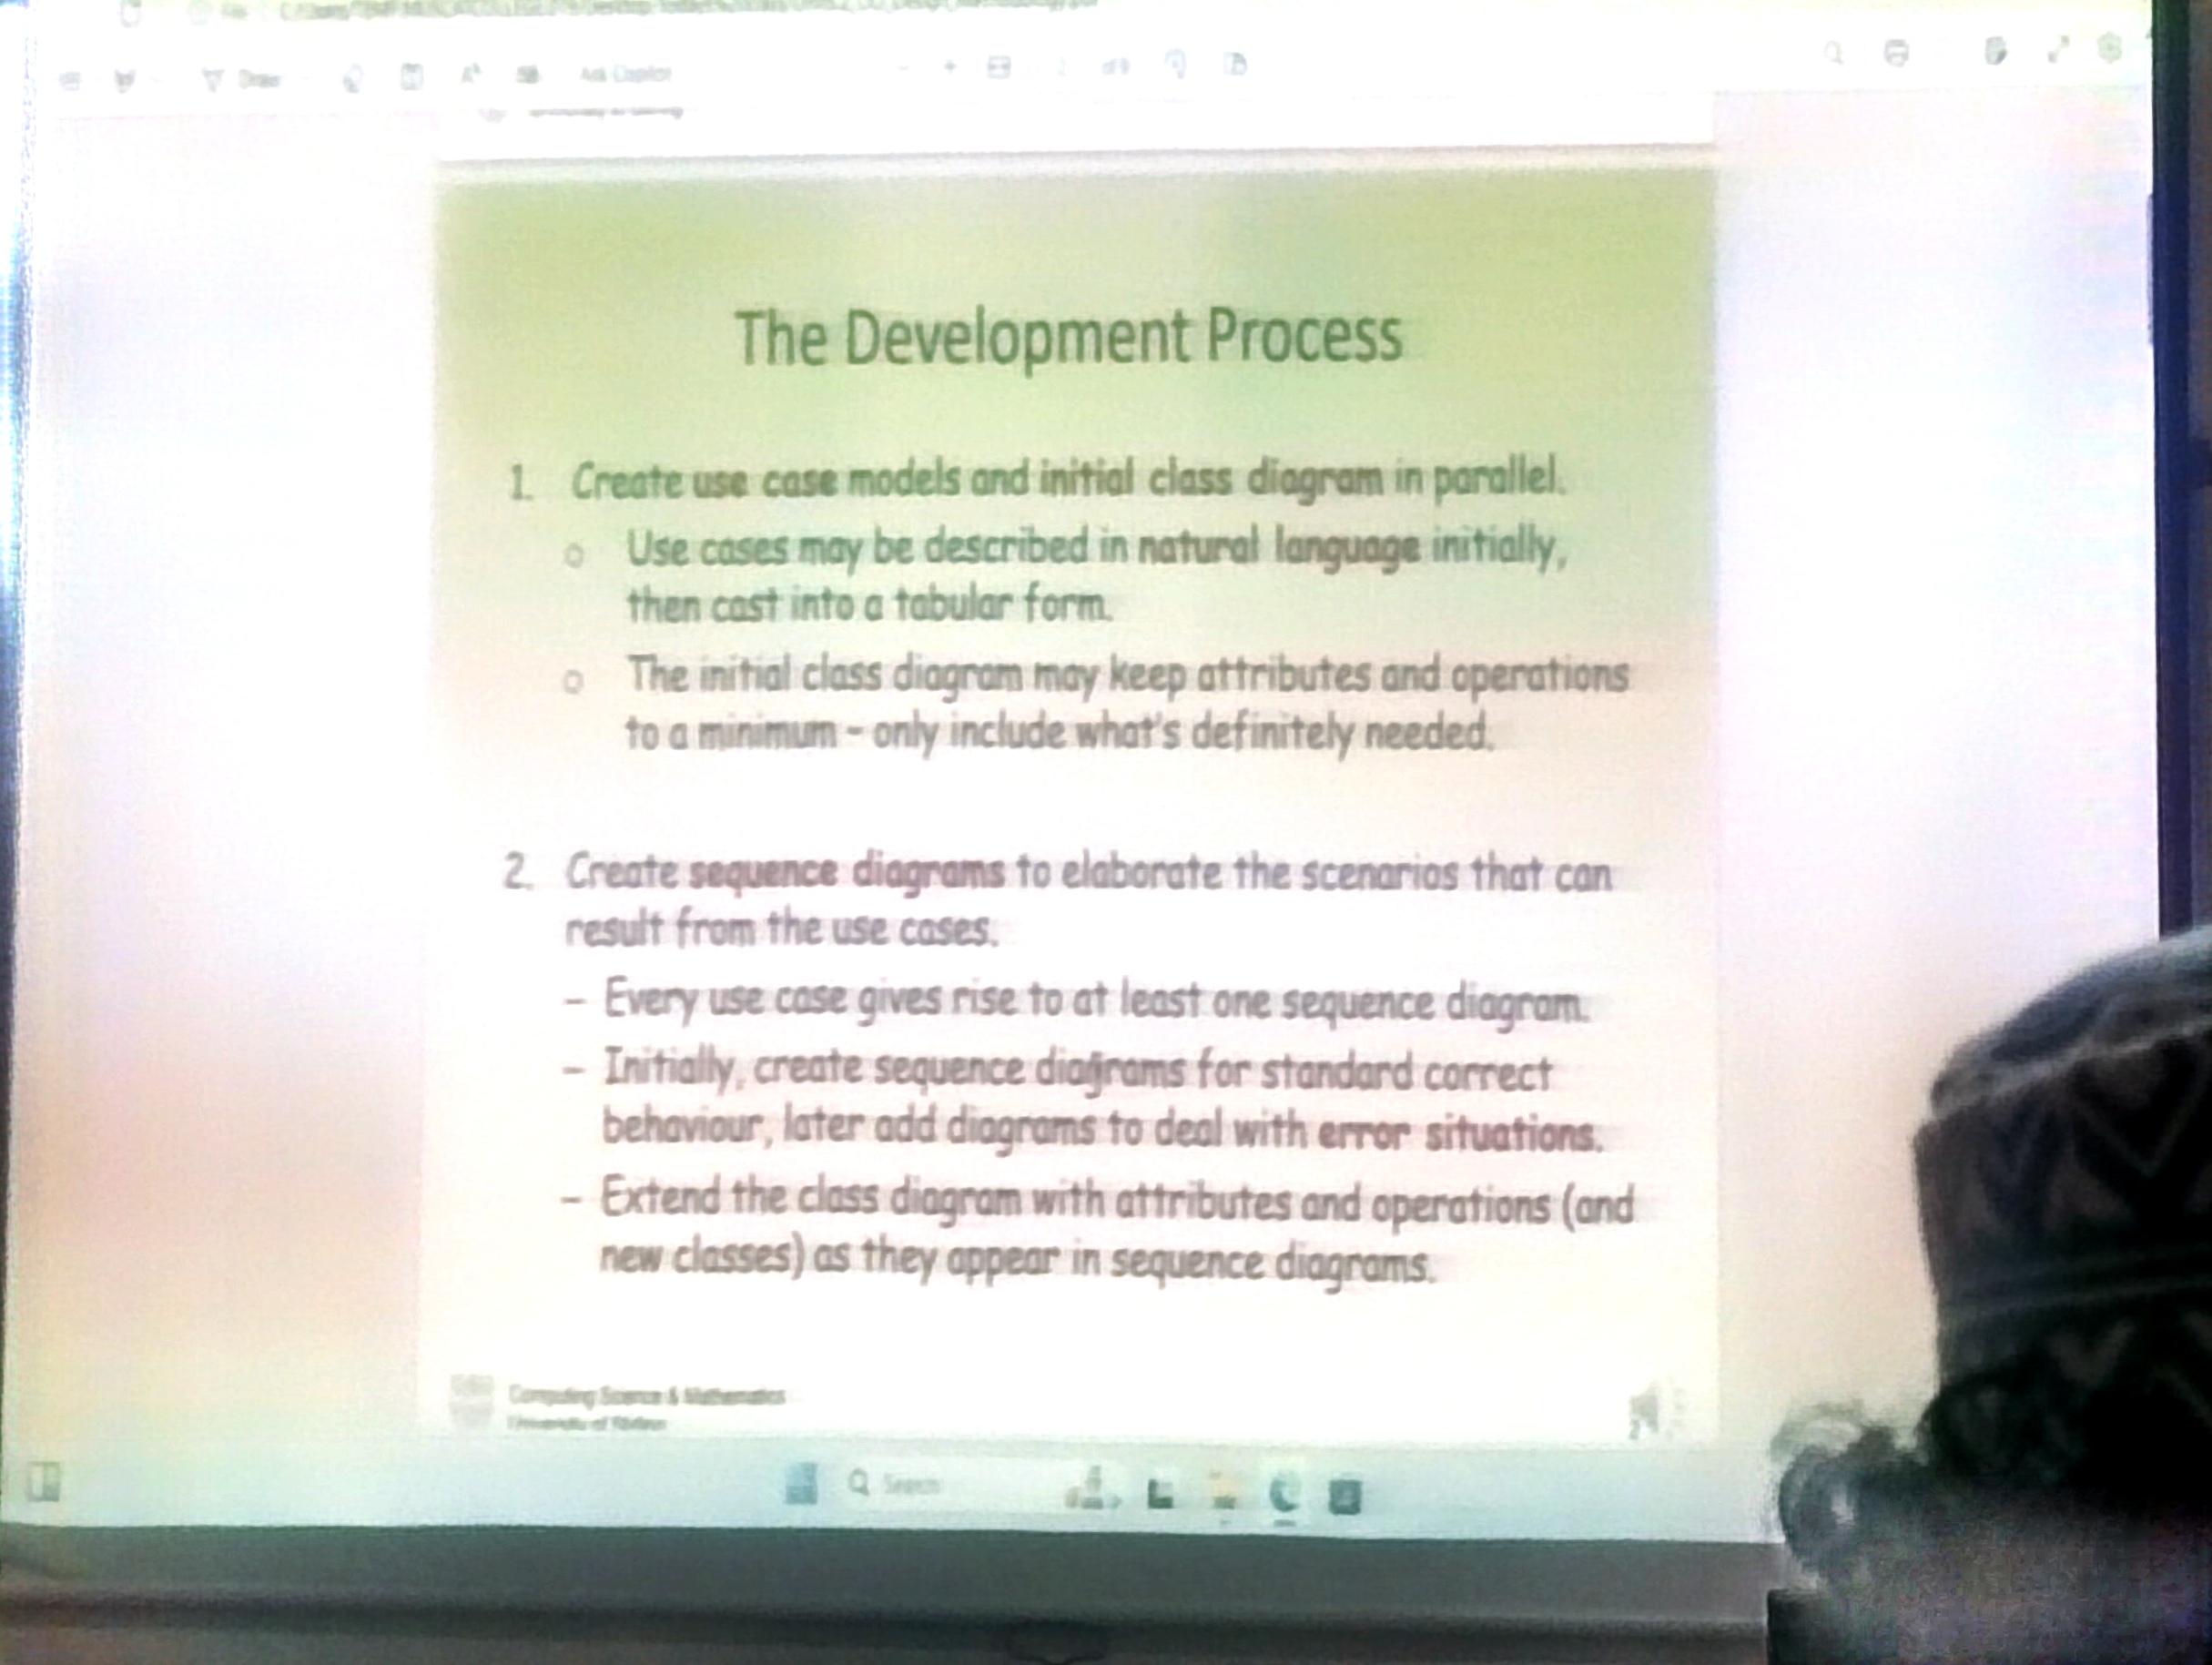 Draw
Ask Copilot
The Development Process
1. Create use case models and initial class diagram in parallel.
o Use cases may be described in natural language initially,
then cast into a tabular form.
o The initial class diagram may keep attributes and operations
to a minimum - only include what's definitely needed.
2. Create sequence diagrams to elaborate the scenarios that can
result from the use cases.
– Every use case gives rise to at least one sequence diagram.
– Initially, create sequence diagrams for standard correct
behaviour, later add diagrams to deal with error situations.
– Extend the class diagram with attributes and operations (and
new classes) as they appear in sequence diagrams.
Computing Science & Mathematics
University of
Search